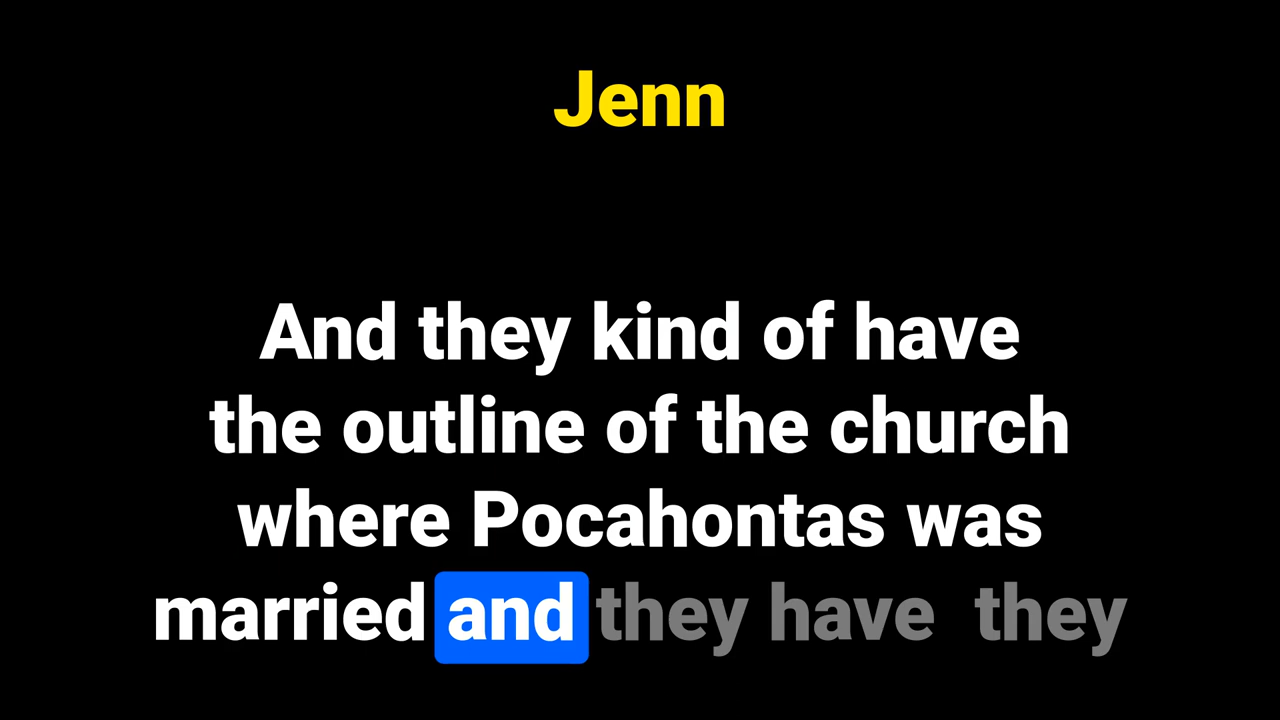 Jenn
And they kind of have
the outline of the church
where Pocahontas was
married and they have they